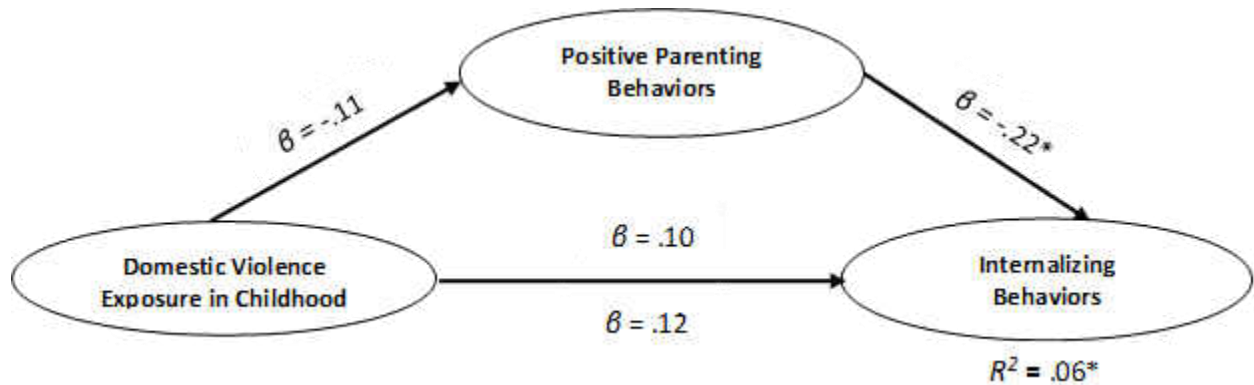 Positive Parenting
Behaviors
β = -.11
β = -.22*
Domestic Violence
Exposure in Childhood
β = .10
β = .12
Internalizing
Behaviors
R² = .06*